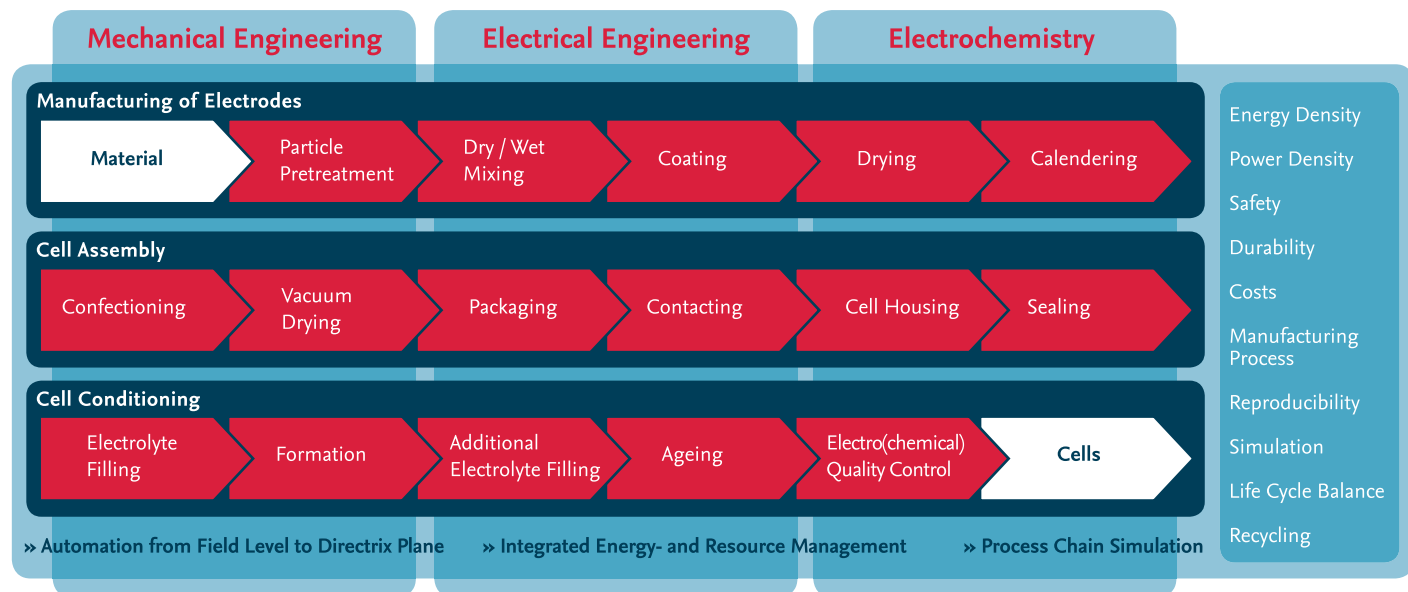 Mechanical Engineering
Electrical Engineering
Electrochemistry
Manufacturing of Electrodes
Material
Particle
Pretreatment
Dry / Wet
Mixing
Coating
Drying
Calendering
Cell Assembly
Confectioning
Vacuum
Drying
Packaging
Contacting
Cell Housing
Sealing
Cell Conditioning
Electrolyte
Filling
Formation
Additional
Electrolyte Filling
Ageing
Electro(chemical)
Quality Control
Cells
» Automation from Field Level to Directrix Plane
» Integrated Energy- and Resource Management
» Process Chain Simulation
Energy Density
Power Density
Safety
Durability
Costs
Manufacturing
Process
Reproducibility
Simulation
Life Cycle Balance
Recycling